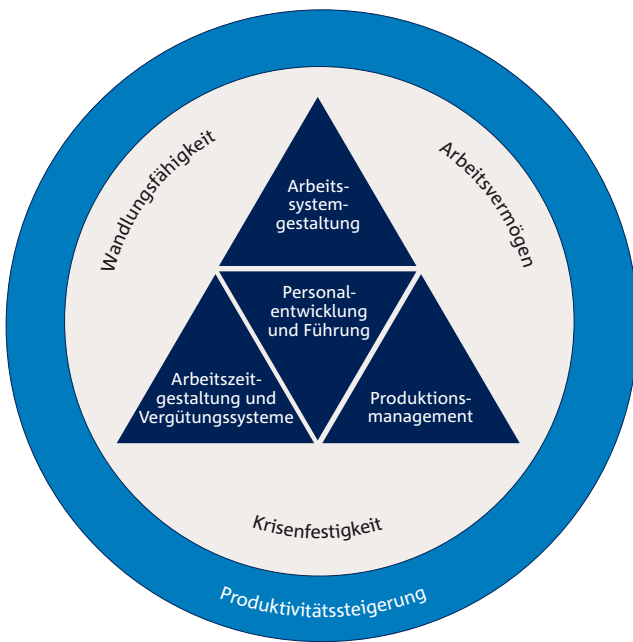 Wandlungsfähigkeit
Arbeitsvermögen
Arbeits-
system-
gestaltung
Personal-
entwicklung
und Führung
Arbeitszeit-
gestaltung und
Vergütungssysteme
Produktions-
management
Krisenfestigkeit
Produktivitätssteigerung